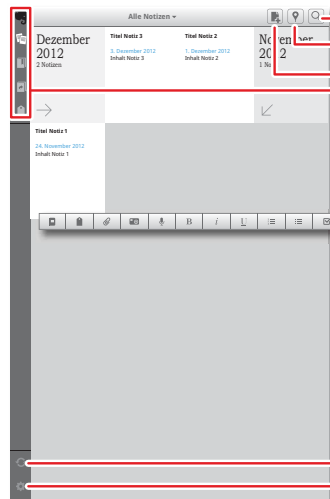 Alle Notizen
Dezember
2012
2 Notizen
Titel Notiz 3
3. Dezember 2012
Inhalt Notiz 3
Titel Notiz 2
1. Dezember 2012
Inhalt Notiz 2
November
2012
Titel Notiz 1
24. November 2012
Inhalt Notiz 1
B i U